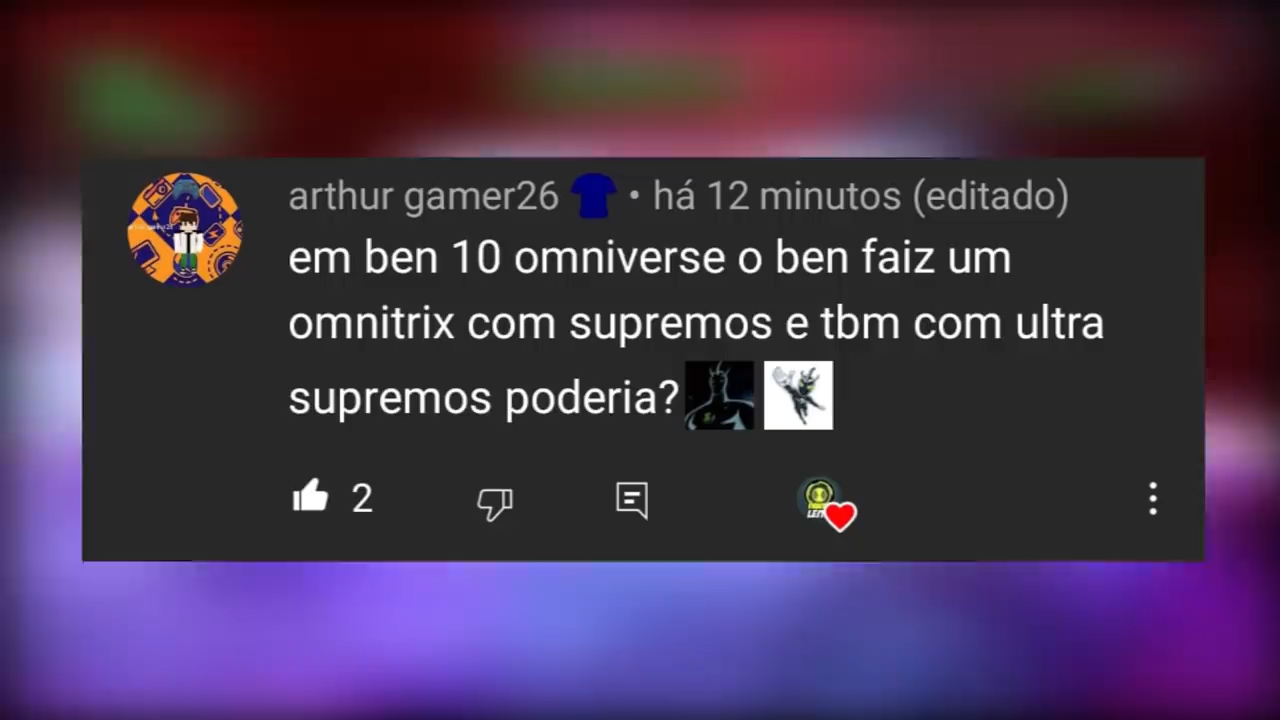 arthur gamer26 • há 12 minutos (editado)
em ben 10 omniverse o ben faiz um
omnitrix com supremos e tbm com ultra
supremos poderia?
2